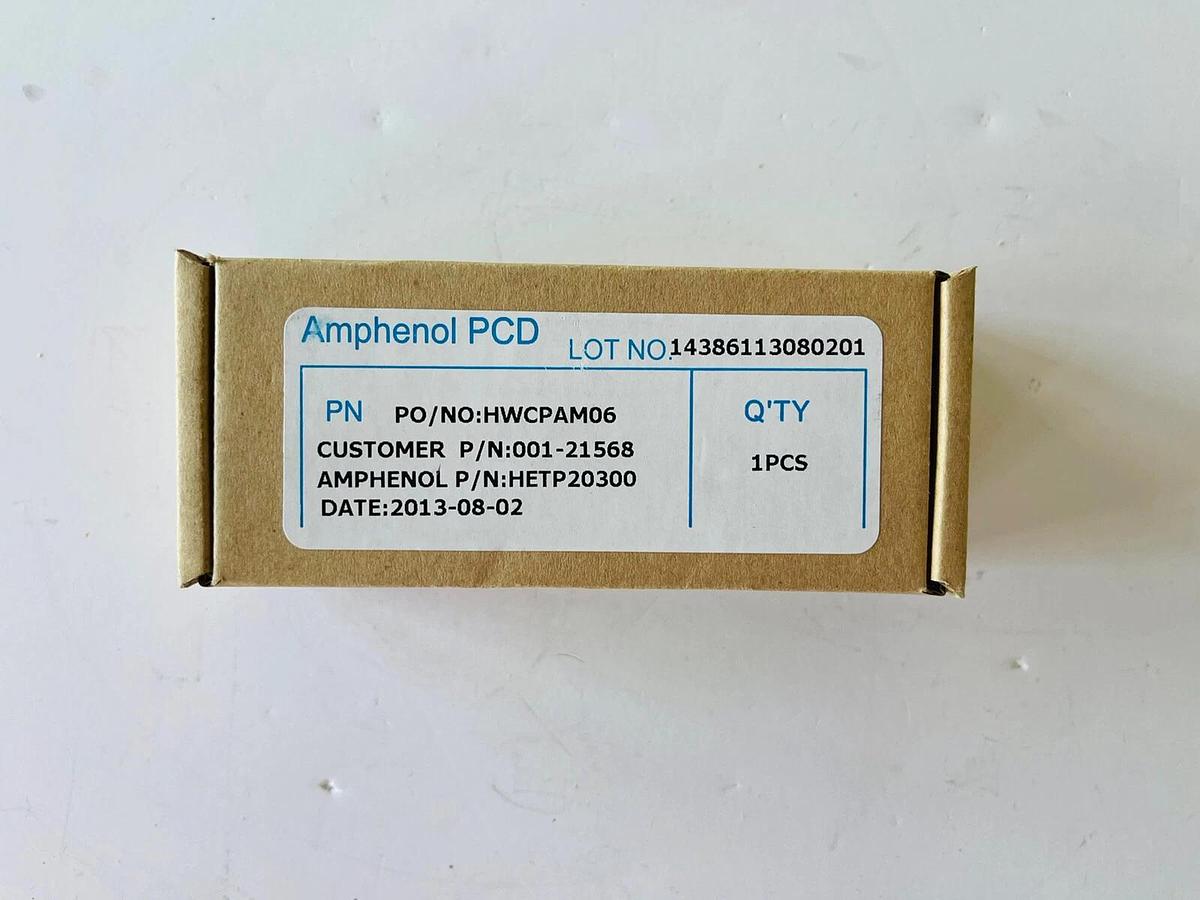 Amphenol PCD
LOT NO.14386113080201
PN PO/NO:HWCPAM06
CUSTOMER P/N:001-21568
AMPHENOL P/N:HETP20300
DATE:2013-08-02
Q'TY
1PCS